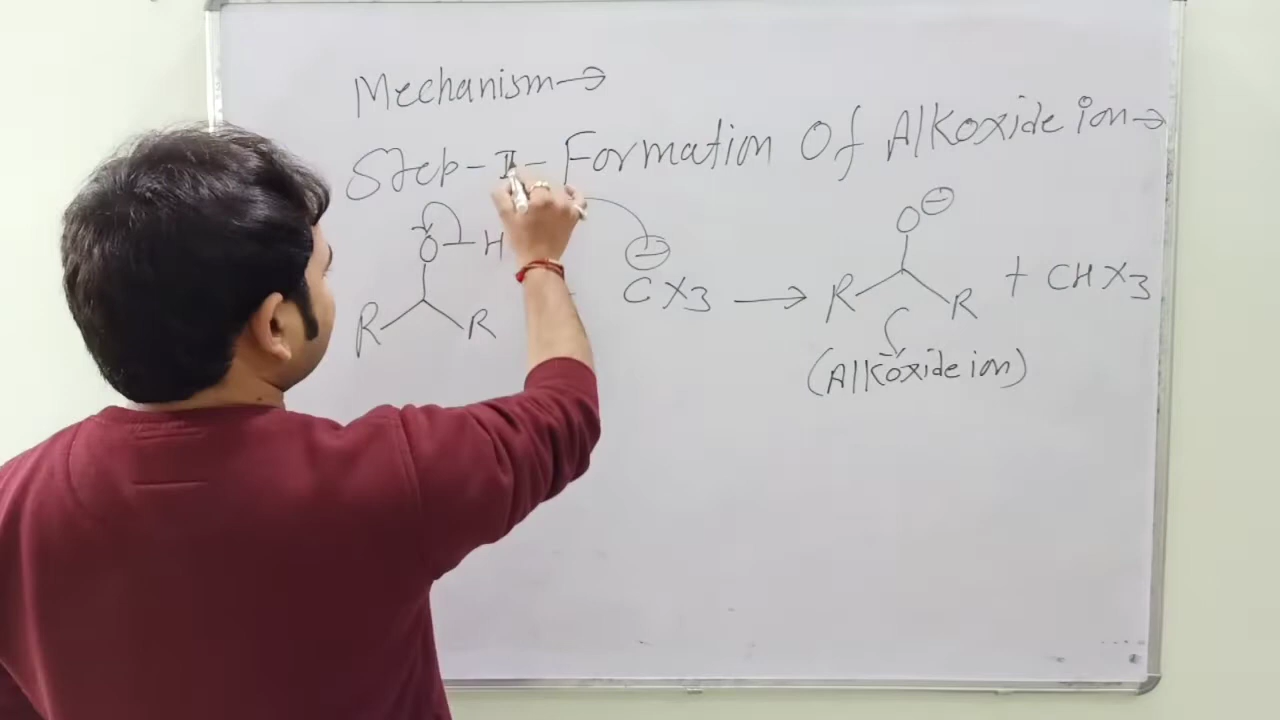 Mechanism→
Step-II- Formation Of Alkoxide ion→
O H ⊖ O ⊖
R R CX3 → R R + CHX3
(Alkoxide ion)